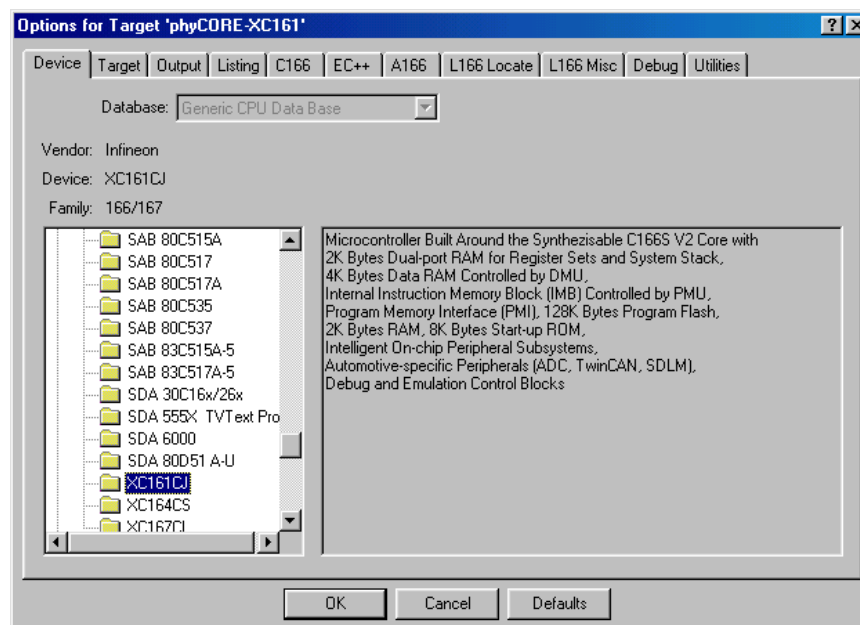 Options for Target 'phyCORE-XC161'
Device Target Output Listing C166 EC++ A166 L166 Locate L166 Misc Debug Utilities
Database: Generic CPU Data Base
Vendor: Infineon
Device: XC161CJ
Family: 166/167
SAB 80C515A
SAB 80C517
SAB 80C517A
SAB 80C535
SAB 80C537
SAB 83C515A-5
SAB 83C517A-5
SDA 30C16x/26x
SDA 555X TVText Pro
SDA 6000
SDA 80D51 A-U
XC161CJ
XC164CS
XC167CI
Microcontroller Built Around the Synthezisable C166S V2 Core with
2K Bytes Dual-port RAM for Register Sets and System Stack,
4K Bytes Data RAM Controlled by DMU,
Internal Instruction Memory Block (IMB) Controlled by PMU,
Program Memory Interface (PMI), 128K Bytes Program Flash,
2K Bytes RAM, 8K Bytes Start-up ROM,
Intelligent On-chip Peripheral Subsystems,
Automotive-specific Peripherals (ADC, TwinCAN, SDLM),
Debug and Emulation Control Blocks
OK Cancel Defaults